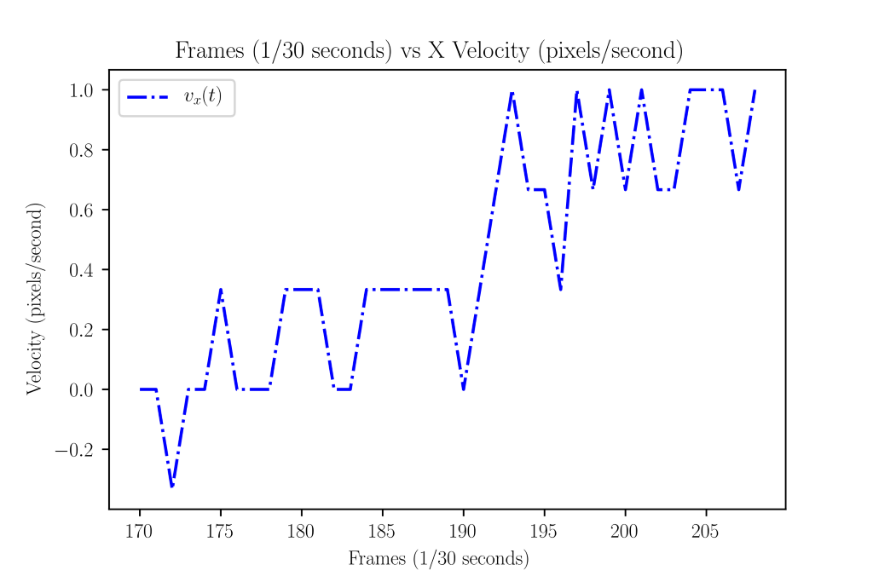 Frames (1/30 seconds) vs X Velocity (pixels/second)
v_x(t)
1.0
0.8
0.6
0.4
0.2
0.0
−0.2
Velocity (pixels/second)
170 175 180 185 190 195 200 205
Frames (1/30 seconds)